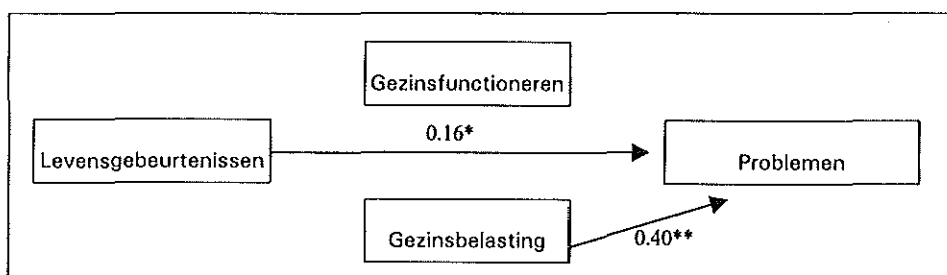 Gezinsfunctioneren
0.16*
Levensgebeurtenissen
Problemen
Gezinsbelasting
0.40**